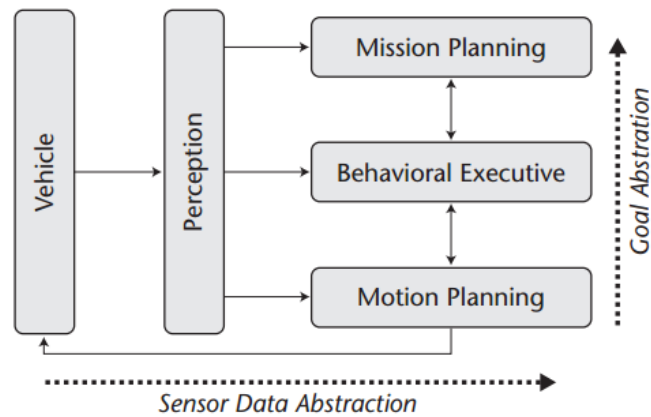 Vehicle
Perception
Mission Planning
Behavioral Executive
Motion Planning
Goal Abstration
Sensor Data Abstraction